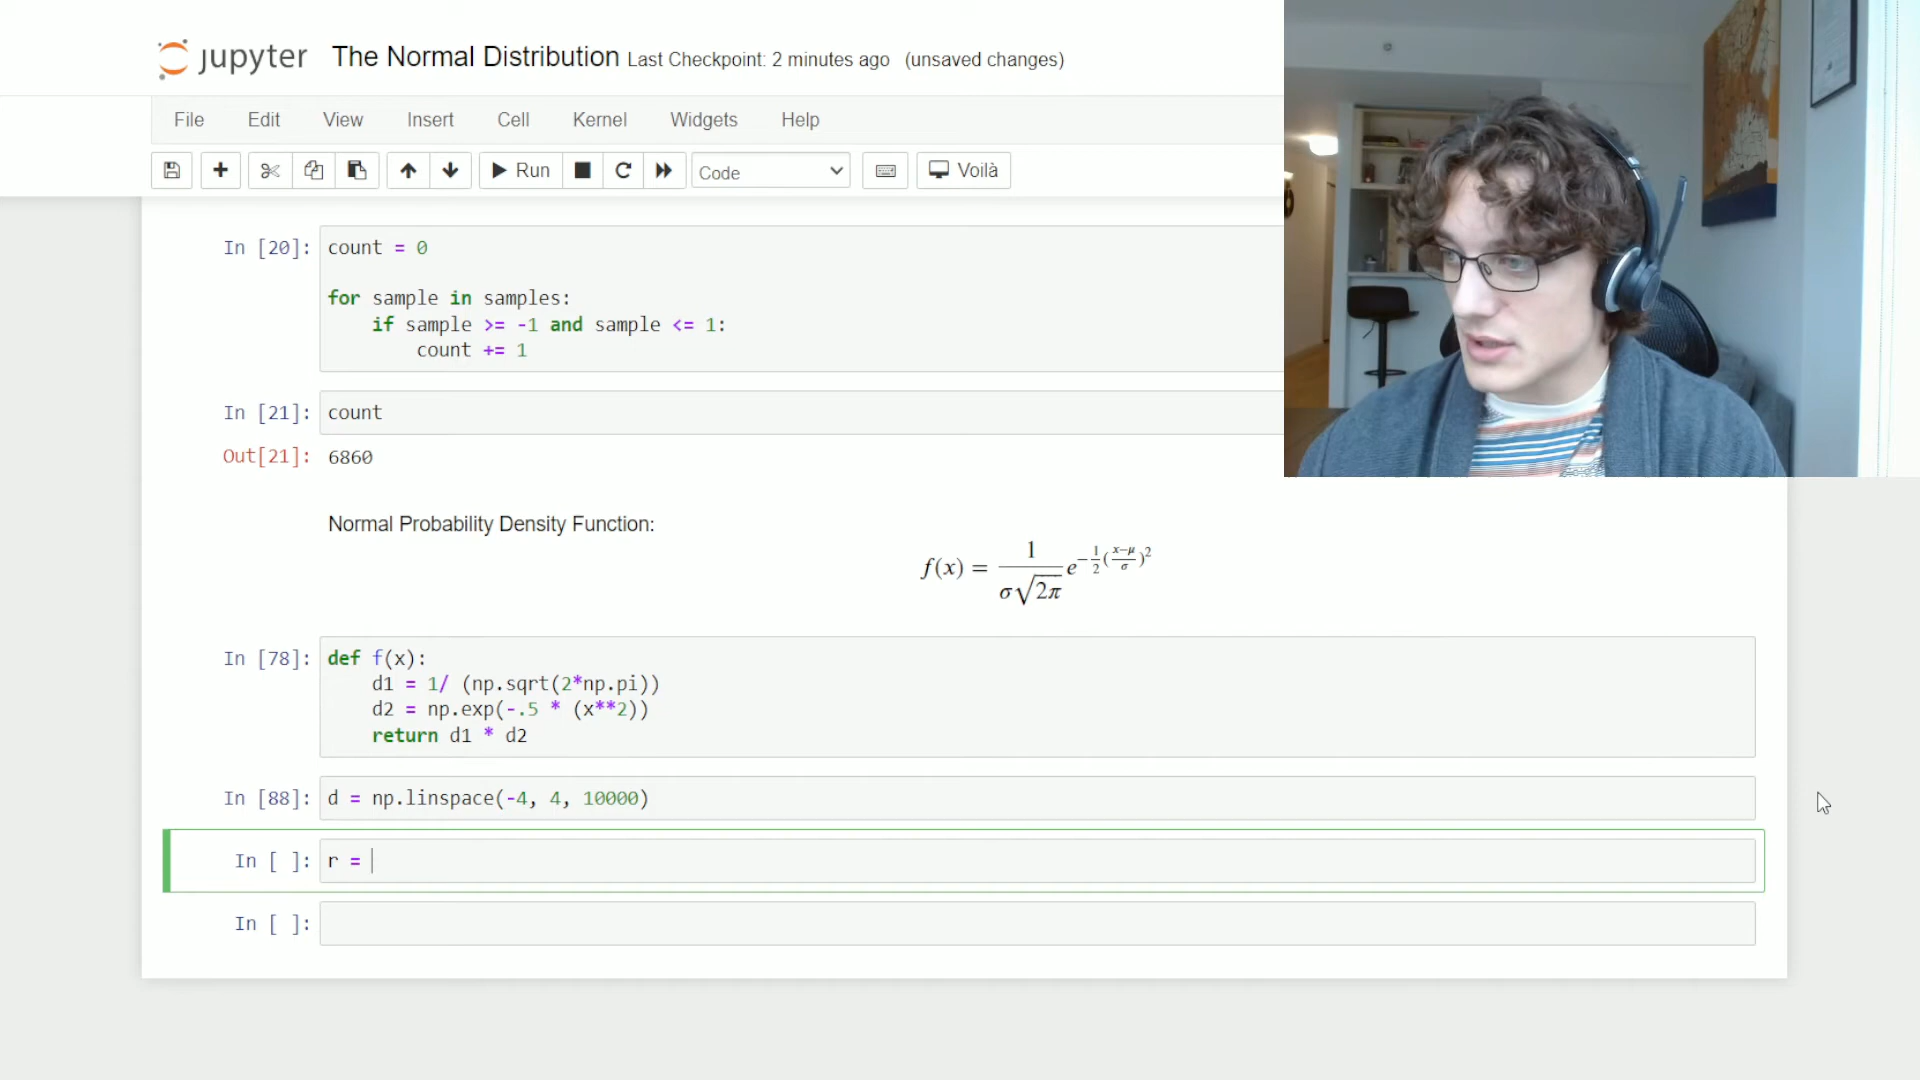 jupyter The Normal Distribution Last Checkpoint: 2 minutes ago (unsaved changes)
File Edit View Insert Cell Kernel Widgets Help
Run Code Voilà
In [20]: count = 0
for sample in samples:
    if sample >= -1 and sample <= 1:
        count += 1
In [21]: count
Out[21]: 6860
Normal Probability Density Function:
f(x) = \frac{1}{σ\sqrt{2π}} e^{-\frac{1}{2}(\frac{x-μ}{σ})^2}
In [78]: def f(x):
    d1 = 1/ (np.sqrt(2*np.pi))
    d2 = np.exp(-.5 * (x**2))
    return d1 * d2
In [88]: d = np.linspace(-4, 4, 10000)
In [ ]: r =
In [ ]: